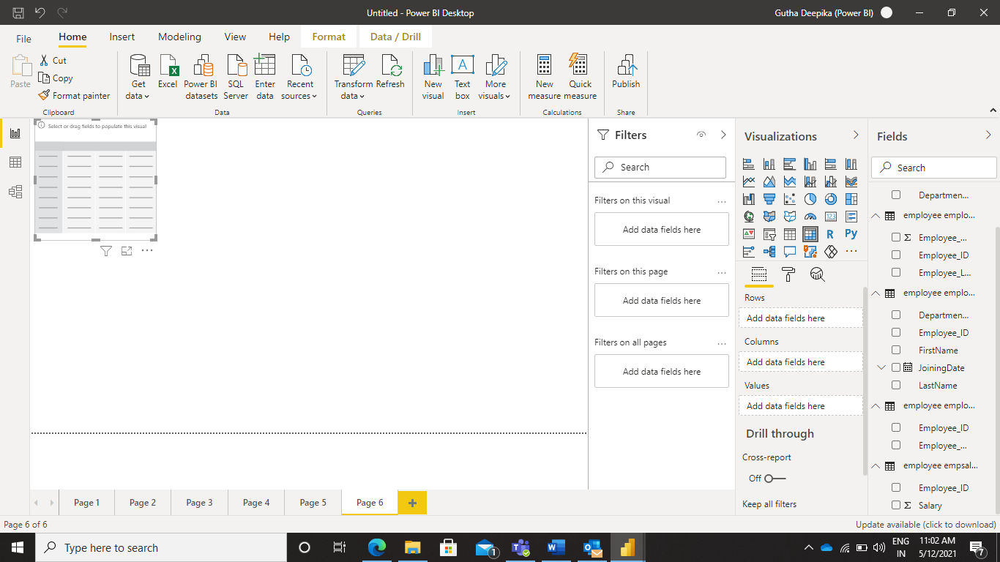 Untitled - Power BI Desktop
Gutha Deepika (Power BI)
File Home Insert Modeling View Help Format Data / Drill
Paste
Cut
Copy
Format painter
Get data
Excel
Power BI datasets
SQL Server
Enter data
Recent sources
Transform data
Refresh
New visual
Text box
More visuals
New measure
Quick measure
Publish
Clipboard
Data
Queries
Insert
Calculations
Share
Select or drag fields to populate this visual
Filters
Search
Filters on this visual
Add data fields here
Filters on this page
Add data fields here
Filters on all pages
Add data fields here
Visualizations
123
R
Py
Rows
Add data fields here
Columns
Add data fields here
Values
Add data fields here
Drill through
Cross-report
Off
Keep all filters
Fields
Search
Departmen...
employee emplo...
Employee_...
Employee_ID
Employee_L...
employee emplo...
Departmen...
Employee_ID
FirstName
JoiningDate
LastName
employee emplo...
Employee_ID
Employee_...
employee empsal...
Employee_ID
Salary
Page 1
Page 2
Page 3
Page 4
Page 5
Page 6
Page 6 of 6
Update available (click to download)
Type here to search
1
ENG
IN
11:02 AM
5/12/2021
7